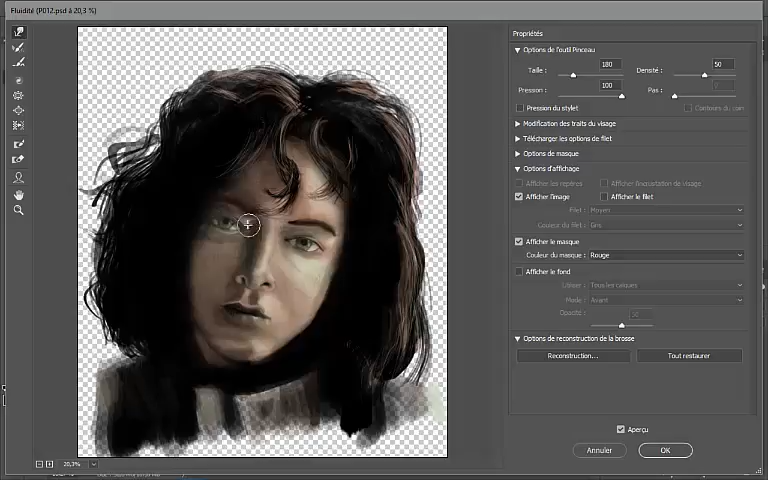 Fluidité (P012.psd à 20,3 %)
Propriétés
Options de l'outil Pinceau
Taille : 180 Densité : 50
Pression : 100 Pas :
Pression du stylet Contours du coin
Modification des traits du visage
Télécharger les options de filet
Options de masque
Options d'affichage
Afficher les repères Afficher l'incrustation de visage
Afficher l'image Afficher le filet
Filet : Moyen
Couleur du filet : Gris
Afficher le masque
Couleur du masque : Rouge
Afficher le fond
Utiliser : Tous les calques
Mode : Avant
Opacité : 50
Options de reconstruction de la brosse
Reconstruction... Tout restaurer
Aperçu
Annuler OK
20,3%